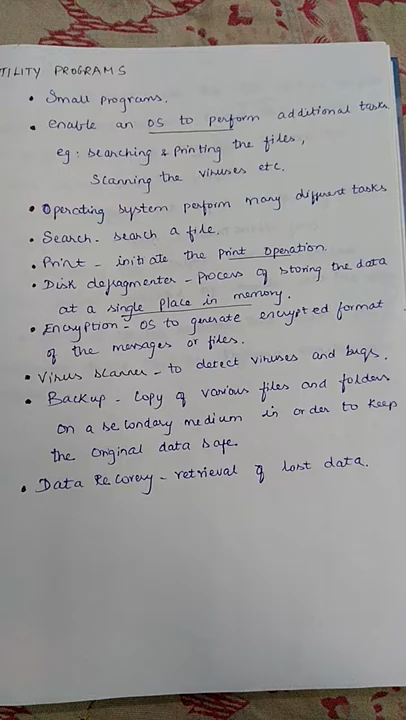 TILITY PROGRAMS
• Small programs.
• enable an OS to perform additional tasks
eg: searching & printing the files,
Scanning the viruses etc.
• Operating system perform many different tasks
• Search - search a file.
• Print - initiate the print operation.
• Disk defragmenter - process of storing the data
at a single place in memory.
• Encryption - OS to generate encrypted format
of the messages or files.
• Virus scanner - to detect viruses and bugs.
• Backup - Copy of various files and folders
on a secondary medium in order to keep
the original data safe.
• Data Recovery - retrieval of lost data.